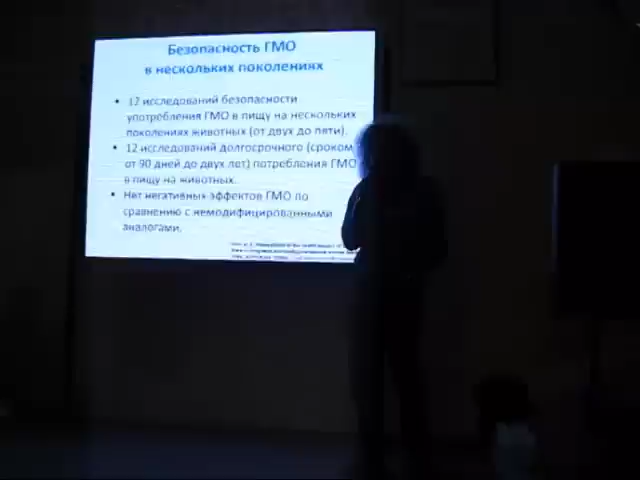 Безопасность ГМО
в нескольких поколениях
• 12 исследований безопасности
употребления ГМО в пищу на нескольких
поколениях животных (от двух до пяти).
• 12 исследований долгосрочного (сроком
от 90 дней до двух лет) потребления ГМО
в пищу на животных.
• Нет негативных эффектов ГМО по
сравнению с немодифицированными
аналогами.